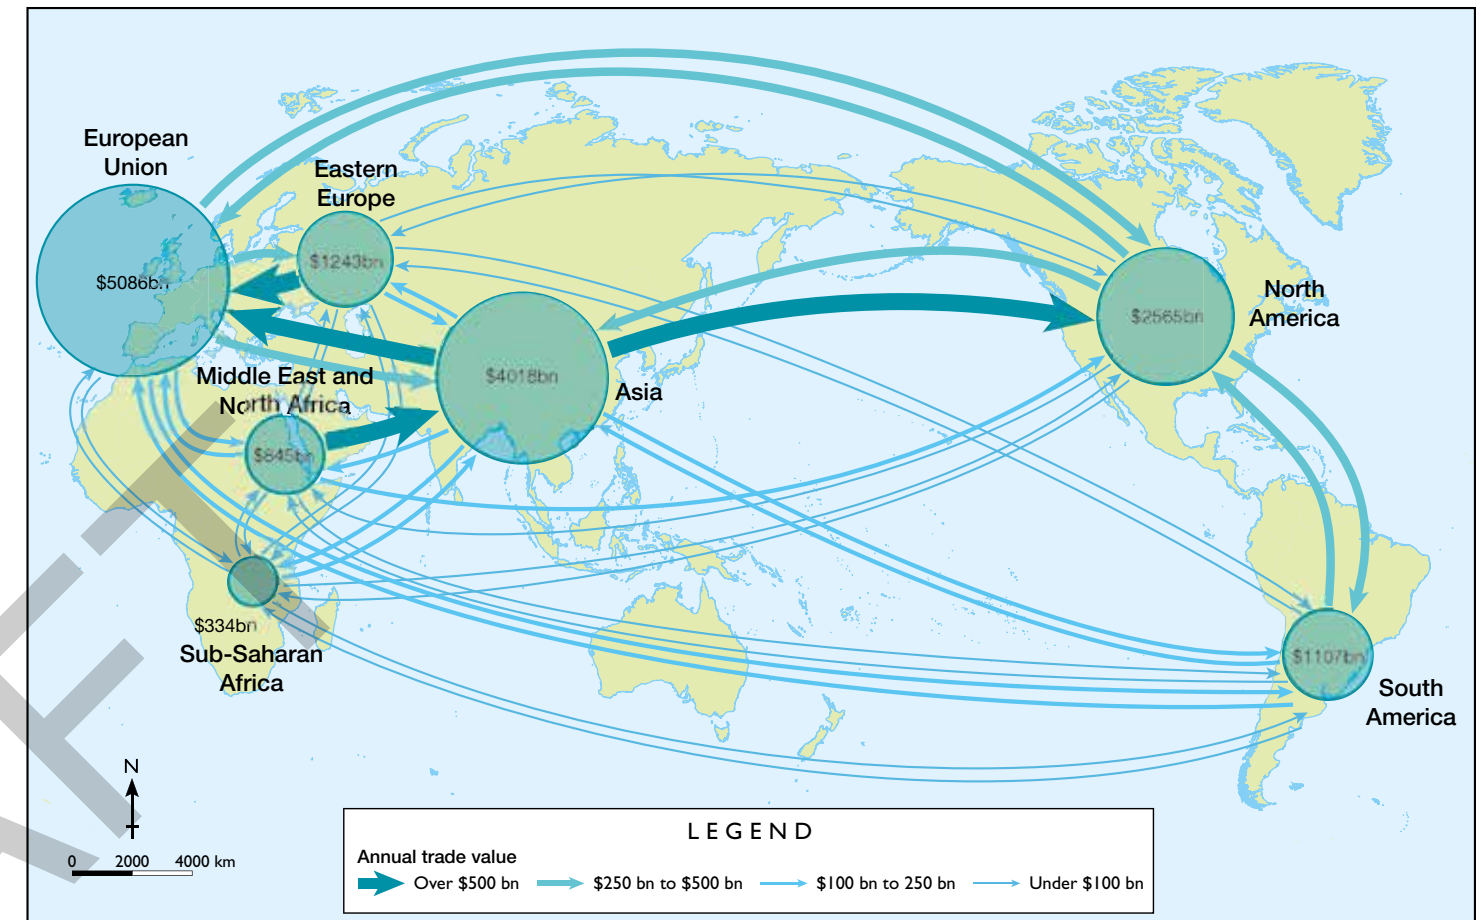 European
Union
Eastern
Europe
$1243bn
$5086bn
North
America
$2565bn
$4018bn
Middle East and
North Africa
Asia
$845bn
$334bn
Sub-Saharan
Africa
$1107bn
South
America
N
0 2000 4000 km
LEGEND
Annual trade value
Over $500 bn
$250 bn to $500 bn
$100 bn to 250 bn
Under $100 bn